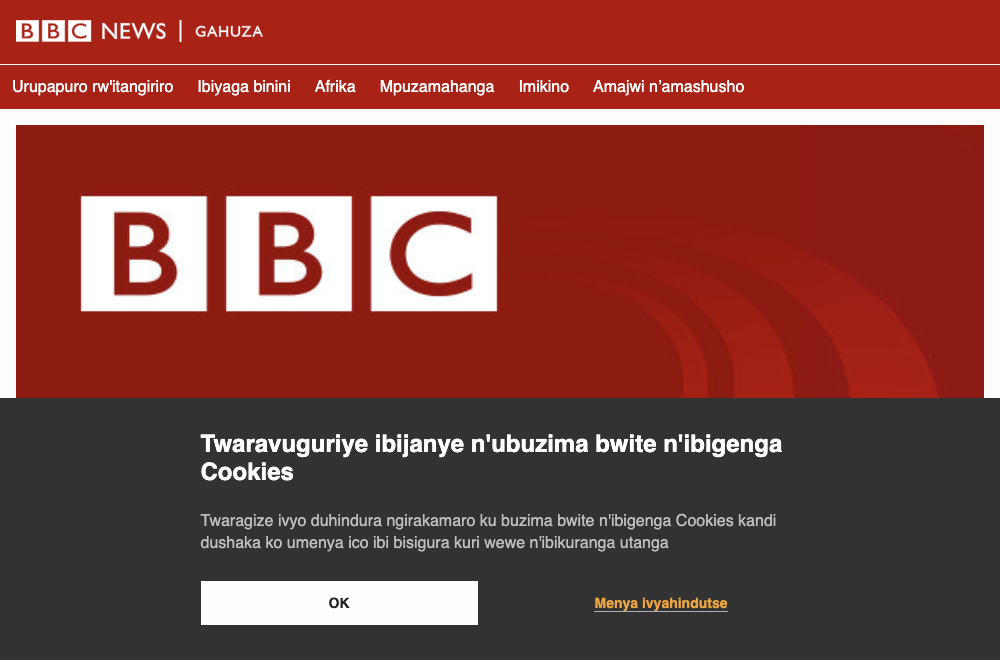 BBC NEWS | GAHUZA
Urupapuro rw'itangiriro Ibiyaga binini Afrika Mpuzamahanga Imikino Amajwi n’amashusho
BBC
Twaravuguriye ibijanye n'ubuzima bwite n'ibigenga
Cookies
Twaragize ivyo duhindura ngirakamaro ku buzima bwite n'ibigenga Cookies kandi
dushaka ko umenya ico ibi bisigura kuri wewe n'ibikuranga utanga
OK Menya ivyahindutse